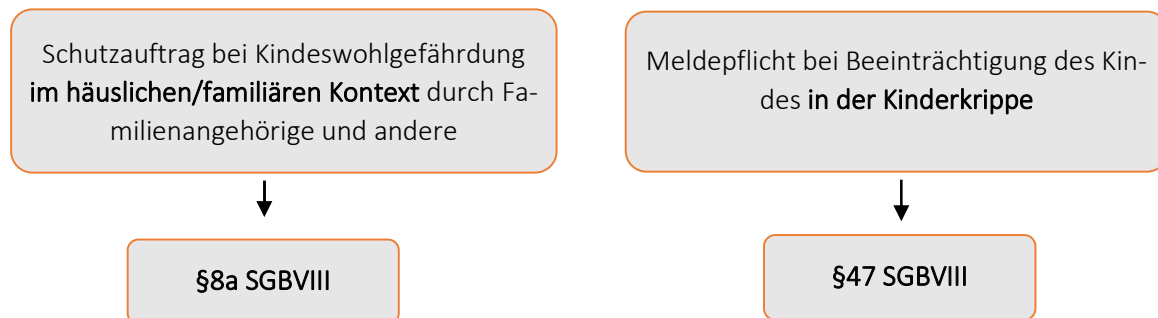 Schutzauftrag bei Kindeswohlgefährdung
im häuslichen/familiären Kontext durch Fa-
milienangehörige und andere
Meldepflicht bei Beeinträchtigung des Kin-
des in der Kinderkrippe
§8a SGBVIII
§47 SGBVIII